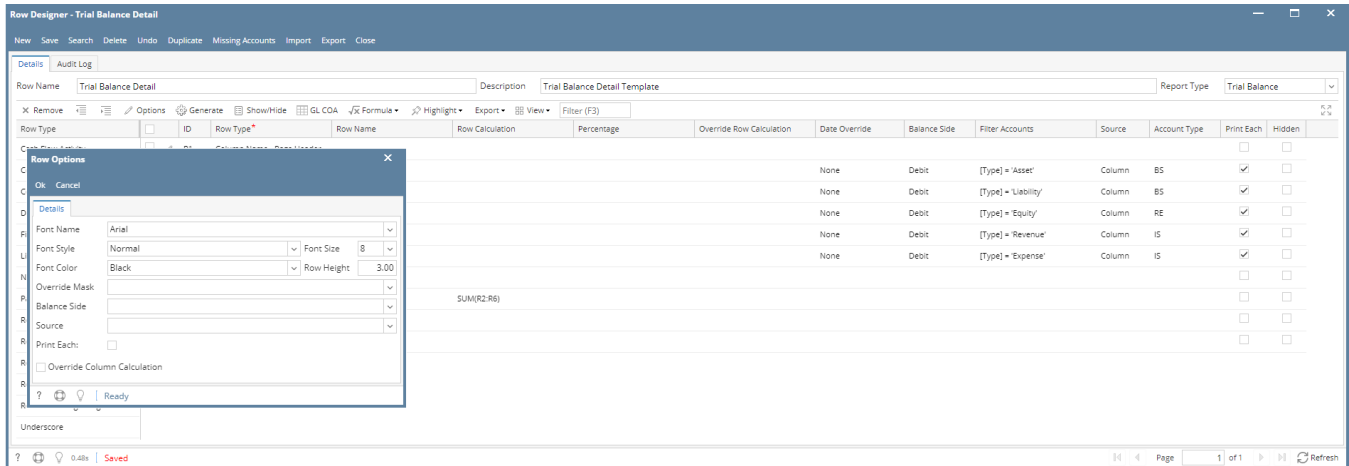 Row Designer - Trial Balance Detail
New Save Search Delete Undo Duplicate Missing Accounts Import Export Close
Details Audit Log
Row Name Trial Balance Detail Description Trial Balance Detail Template Report Type Trial Balance
Remove Options Generate Show/Hide GL COA Formula Highlight Export View Filter (F3)
Row Type ID Row Type* Row Name Row Calculation Percentage Override Row Calculation Date Override Balance Side Filter Accounts Source Account Type Print Each Hidden
None Debit [Type] = 'Asset' Column BS
None Debit [Type] = 'Liability' Column BS
None Debit [Type] = 'Equity' Column RE
None Debit [Type] = 'Revenue' Column IS
None Debit [Type] = 'Expense' Column IS
SUM(R2:R6)
Row Options
Ok Cancel
Details
Font Name Arial
Font Style Normal Font Size 8
Font Color Black Row Height 3.00
Override Mask
Balance Side
Source
Print Each:
Override Column Calculation
? Ready
Underscore
? 0.48s Saved Page 1 of 1 Refresh